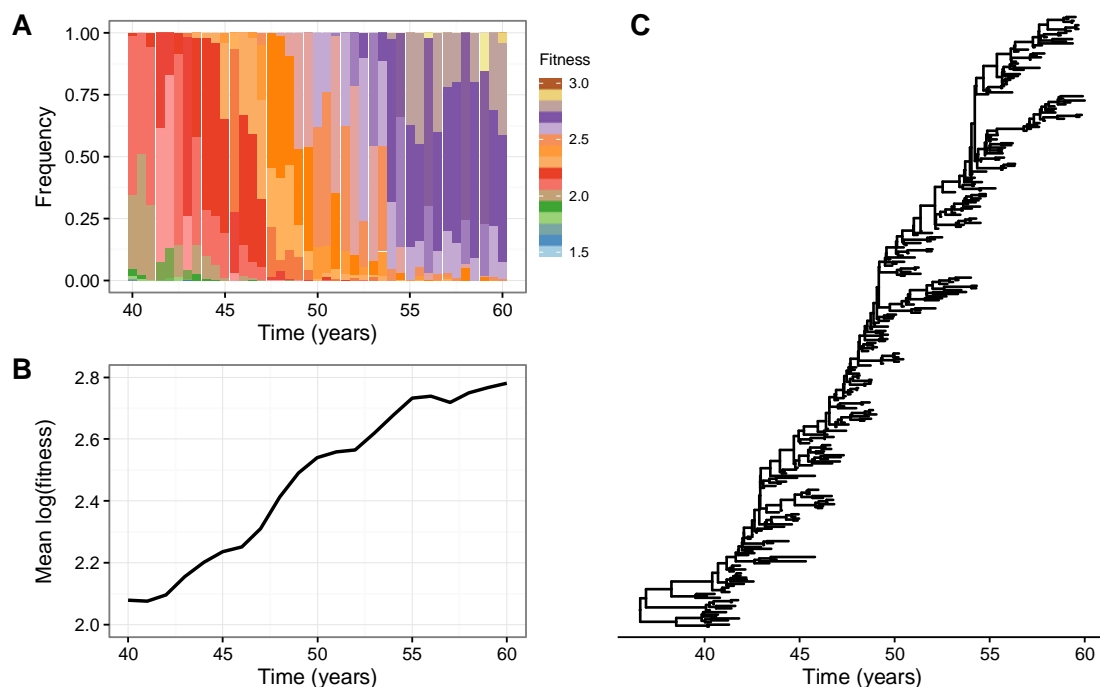 A
Frequency
1.00
0.75
0.50
0.25
0.00
40 45 50 55 60
Time (years)
Fitness
3.0
2.5
2.0
1.5
B
Mean log(fitness)
2.8
2.6
2.4
2.2
2.0
40 45 50 55 60
Time (years)
C
40 45 50 55 60
Time (years)